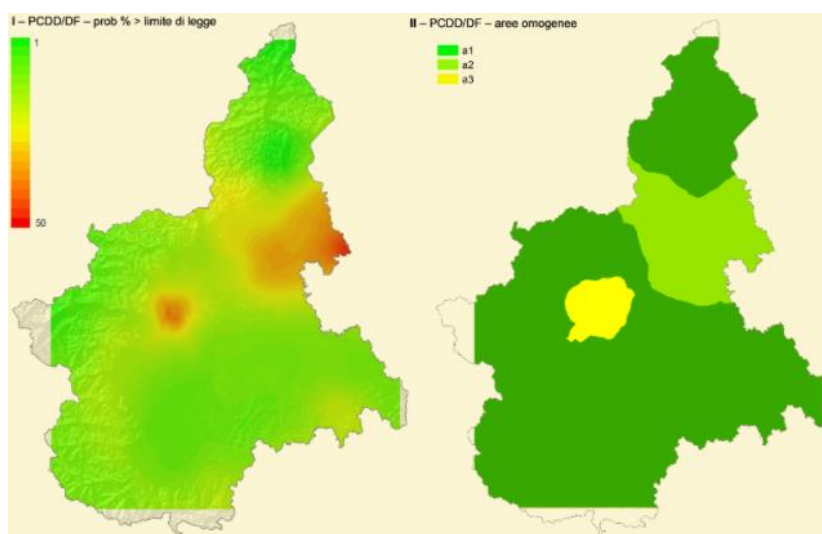 I – PCDD/DF – prob % > limite di legge
1
50
II – PCDD/DF – aree omogenee
a1
a2
a3